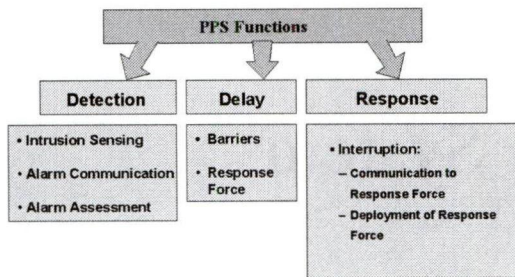 PPS Functions
Detection
• Intrusion Sensing
• Alarm Communication
• Alarm Assessment
Delay
• Barriers
• Response
Force
Response
• Interruption:
– Communication to
Response Force
– Deployment of Response
Force